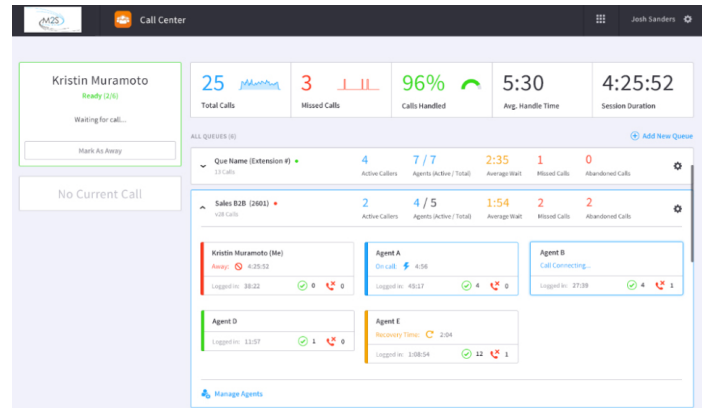 M2S
Call Center
Josh Sanders
Kristin Muramoto
Ready (2/6)
Waiting for call...
Mark As Away
No Current Call
25
Total Calls
3
Missed Calls
96%
Calls Handled
5:30
Avg. Handle Time
4:25:52
Session Duration
ALL QUEUES (6)
Add New Queue
Que Name (Extension #)
13 Calls
4
Active Callers
7 / 7
Agents (Active / Total)
2:35
Average Wait
1
Missed Calls
0
Abandoned Calls
Sales B2B (2601)
Calls
2
Active Callers
4 / 5
Agents (Active / Total)
1:54
Average Wait
2
Missed Calls
2
Abandoned Calls
Kristin Muramoto (Me)
Away: 4:25:52
Logged in: 38:22 0 0
Agent A
On call: 4:56
Logged in: 45:17 4 0
Agent B
Call Connecting...
Logged in: 27:39 4 1
Agent D
Logged in: 11:57 1 0
Agent E
Recovery Time: 2:04
Logged in: 1:08:54 12 1
Manage Agents